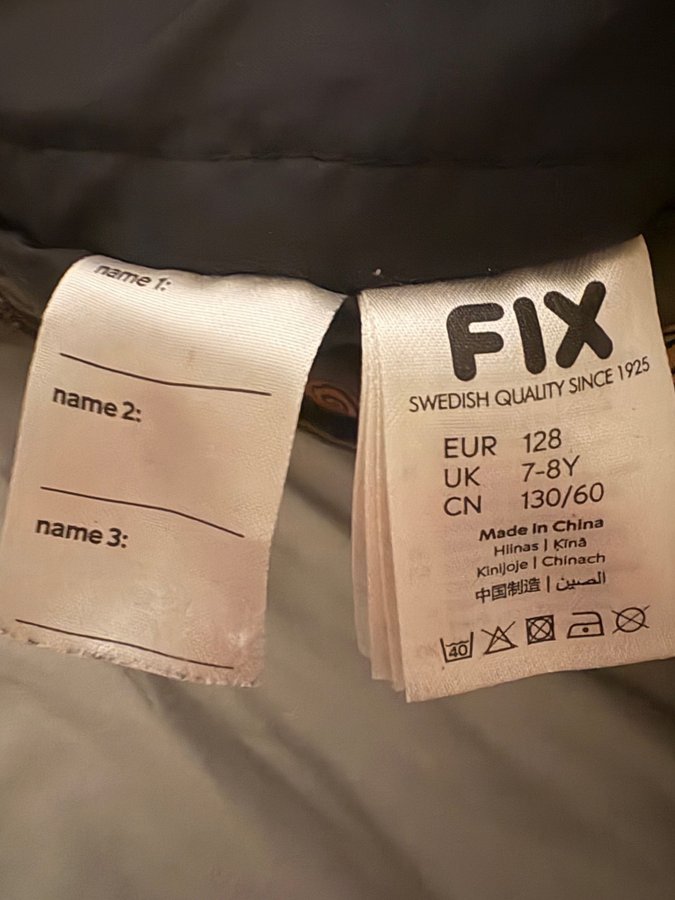 name 1:
name 2:
name 3:
FIX
SWEDISH QUALITY SINCE 1925
EUR 128
UK 7-8Y
CN 130/60
Made in China
Hiinas | Ķīnā
Kinijoje | Chinach
中国制造 | الصين
40